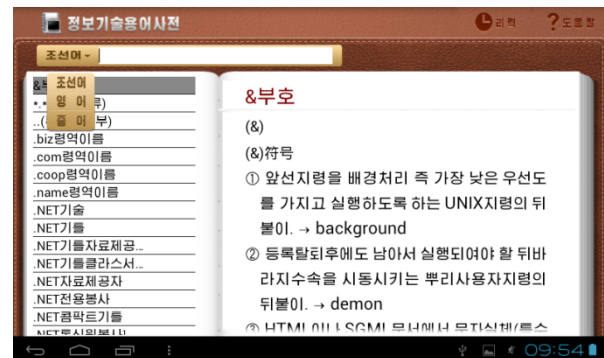 정보기술용어사전
리력
도움말
조선어
조선어
영 어
중 어
.biz령역이름
.com령역이름
.coop령역이름
.name령역이름
.NET기술
.NET기틀
.NET기틀자료제공...
.NET기틀클라스서...
.NET자료제공자
.NET전용봉사
.NET콤팍트기틀
&부호
(&)
(&)符号
① 앞선지령을 배경처리 즉 가장 낮은 우선도
를 가지고 실행하도록 하는 UNIX지령의 뒤
붙이. → background
② 등록탈퇴후에도 남아서 실행되여야 할 뒤바
라지수속을 시동시키는 뿌리사용자지령의
뒤붙이. → demon
09:54